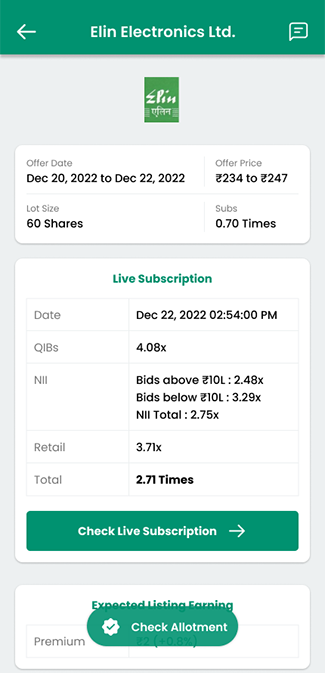 Elin Electronics Ltd.
Elin
एलिन
Offer Date
Dec 20, 2022 to Dec 22, 2022
Offer Price
₹234 to ₹247
Lot Size
60 Shares
Subs
0.70 Times
Live Subscription
Date
Dec 22, 2022 02:54:00 PM
QIBs
4.08x
NII
Bids above ₹10L : 2.48x
Bids below ₹10L : 3.29x
NII Total : 2.75x
Retail
3.71x
Total
2.71 Times
Check Live Subscription
Expected Listing Earning
Check Allotment
Premium
₹2 (+0.8%)